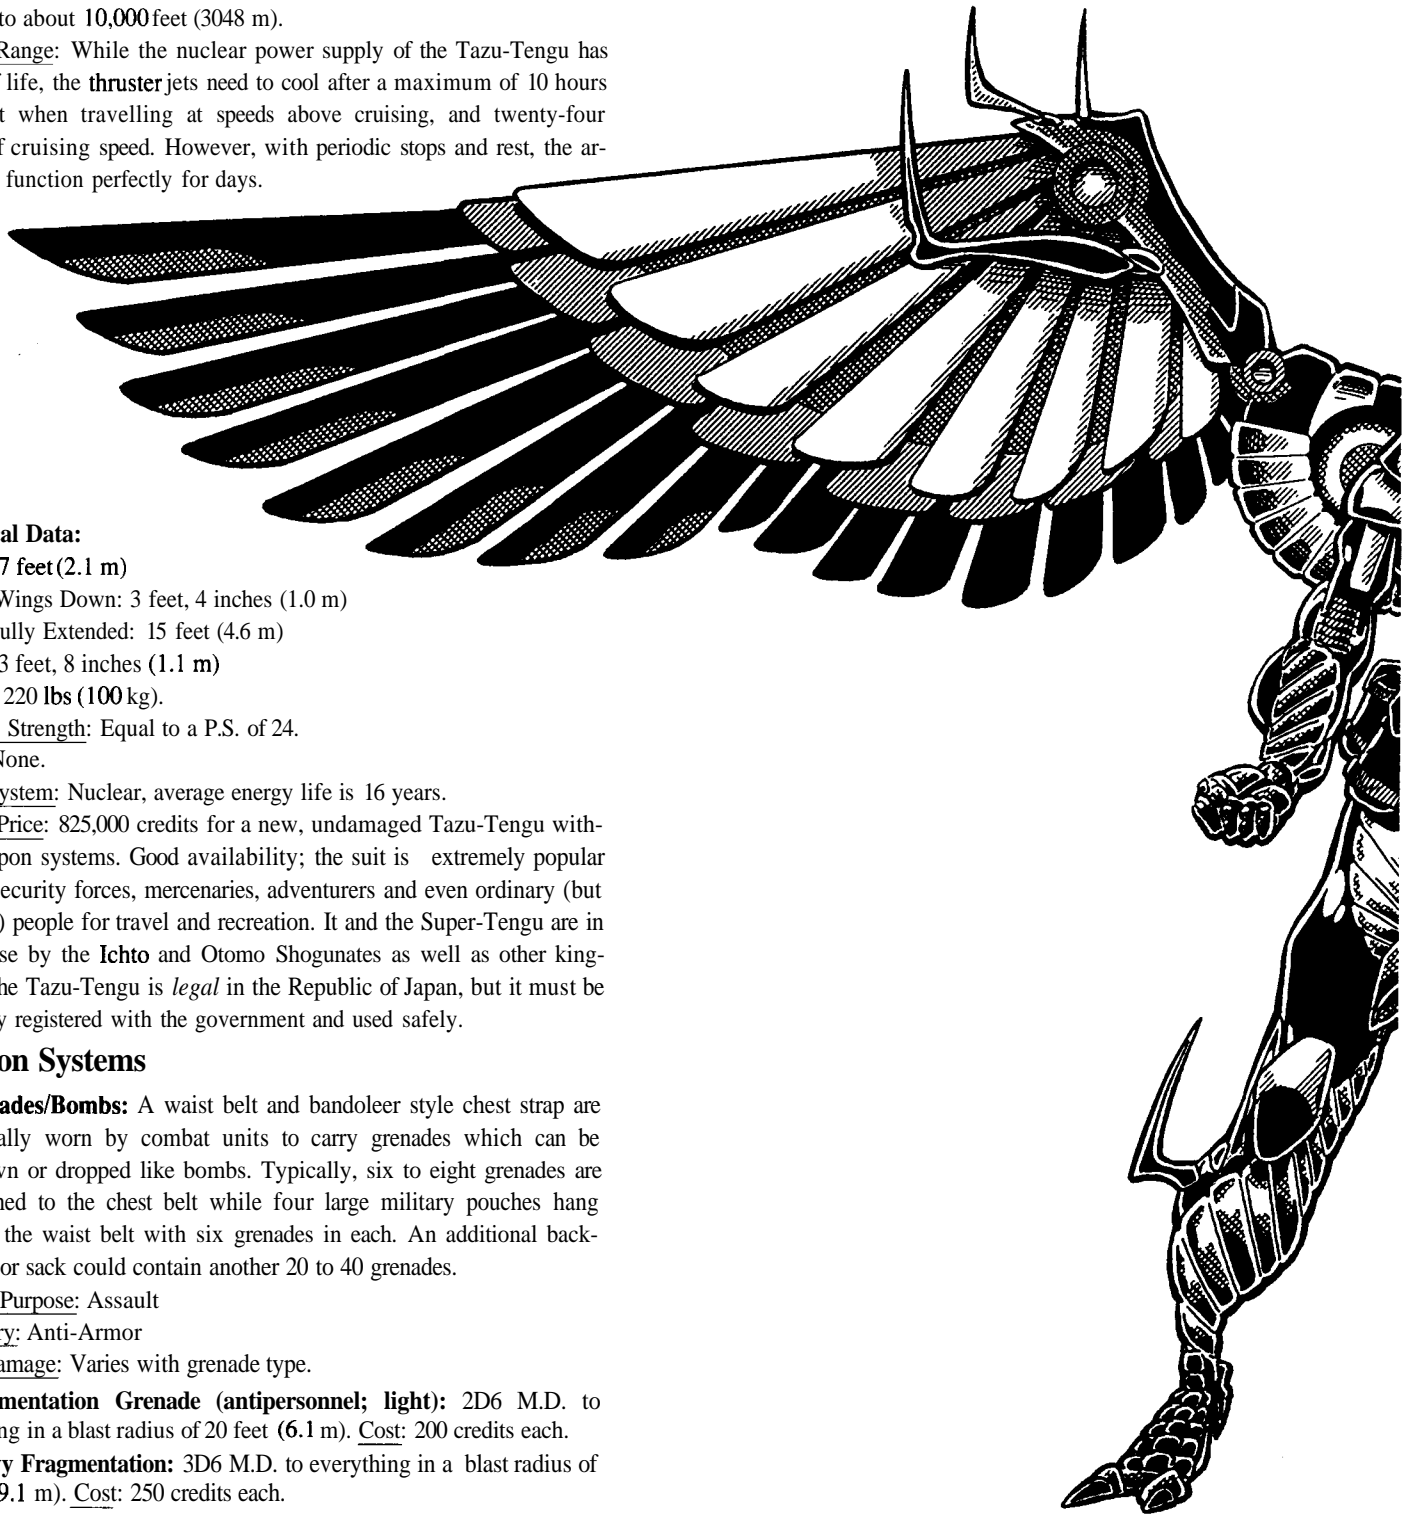 to about 10,000 feet (3048 m).
Range: While the nuclear power supply of the Tazu-Tengu has
life, the thruster jets need to cool after a maximum of 10 hours
t when travelling at speeds above cruising, and twenty-four
f cruising speed. However, with periodic stops and rest, the ar-
function perfectly for days.
al Data:
7 feet (2.1 m)
Wings Down: 3 feet, 4 inches (1.0 m)
ully Extended: 15 feet (4.6 m)
3 feet, 8 inches (1.1 m)
220 lbs (100 kg).
Strength: Equal to a P.S. of 24.
None.
ystem: Nuclear, average energy life is 16 years.
Price: 825,000 credits for a new, undamaged Tazu-Tengu with-
pon systems. Good availability; the suit is extremely popular
ecurity forces, mercenaries, adventurers and even ordinary (but
) people for travel and recreation. It and the Super-Tengu are in
se by the Ichto and Otomo Shogunates as well as other king-
he Tazu-Tengu is legal in the Republic of Japan, but it must be
y registered with the government and used safely.
on Systems
ades/Bombs: A waist belt and bandoleer style chest strap are
ally worn by combat units to carry grenades which can be
wn or dropped like bombs. Typically, six to eight grenades are
hed to the chest belt while four large military pouches hang
the waist belt with six grenades in each. An additional back-
or sack could contain another 20 to 40 grenades.
Purpose: Assault
ry: Anti-Armor
amage: Varies with grenade type.
mentation Grenade (antipersonnel; light): 2D6 M.D. to
ng in a blast radius of 20 feet (6.1 m). Cost: 200 credits each.
y Fragmentation: 3D6 M.D. to everything in a blast radius of
9.1 m). Cost: 250 credits each.